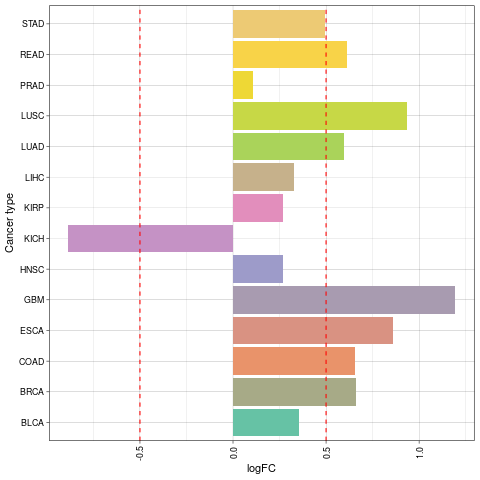 STAD
READ
PRAD
LUSC
LUAD
LIHC
KIRP
KICH
HNSC
GBM
ESCA
COAD
BRCA
BLCA
Cancer type
-0.5
0.0
0.5
1.0
logFC